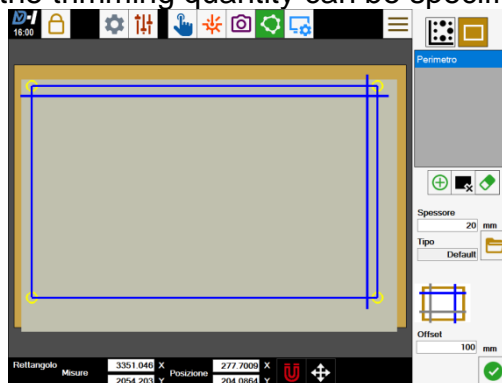 the trimming quantity can be specifi
16:00
Perimetro
Spessore
20 mm
Tipo
Default
Offset
100 mm
Rettangolo
Misure
3351.046 X
2054.203 Y
Posizione
277.7009 X
204.0864 Y